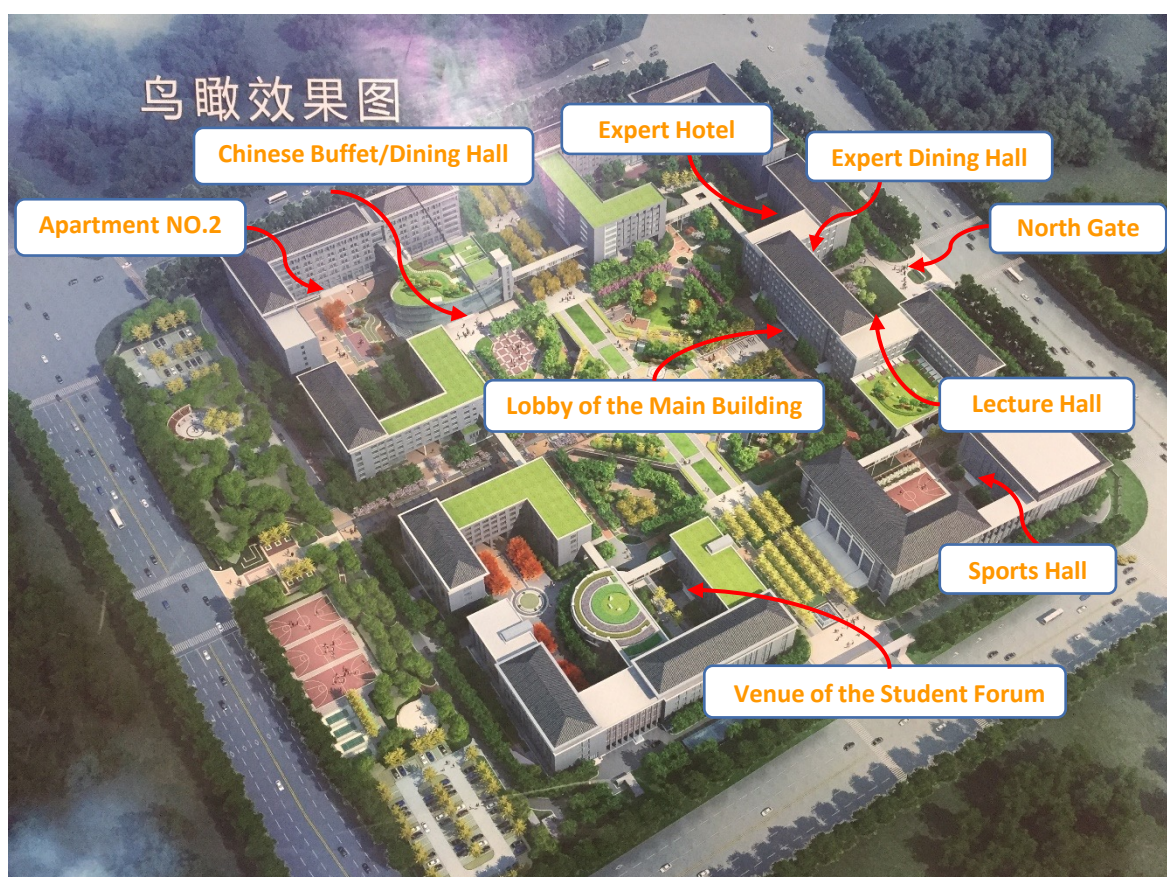 鸟瞰效果图
Expert Hotel
Chinese Buffet/Dining Hall
Expert Dining Hall
Apartment NO.2
North Gate
Lobby of the Main Building
Lecture Hall
Sports Hall
Venue of the Student Forum